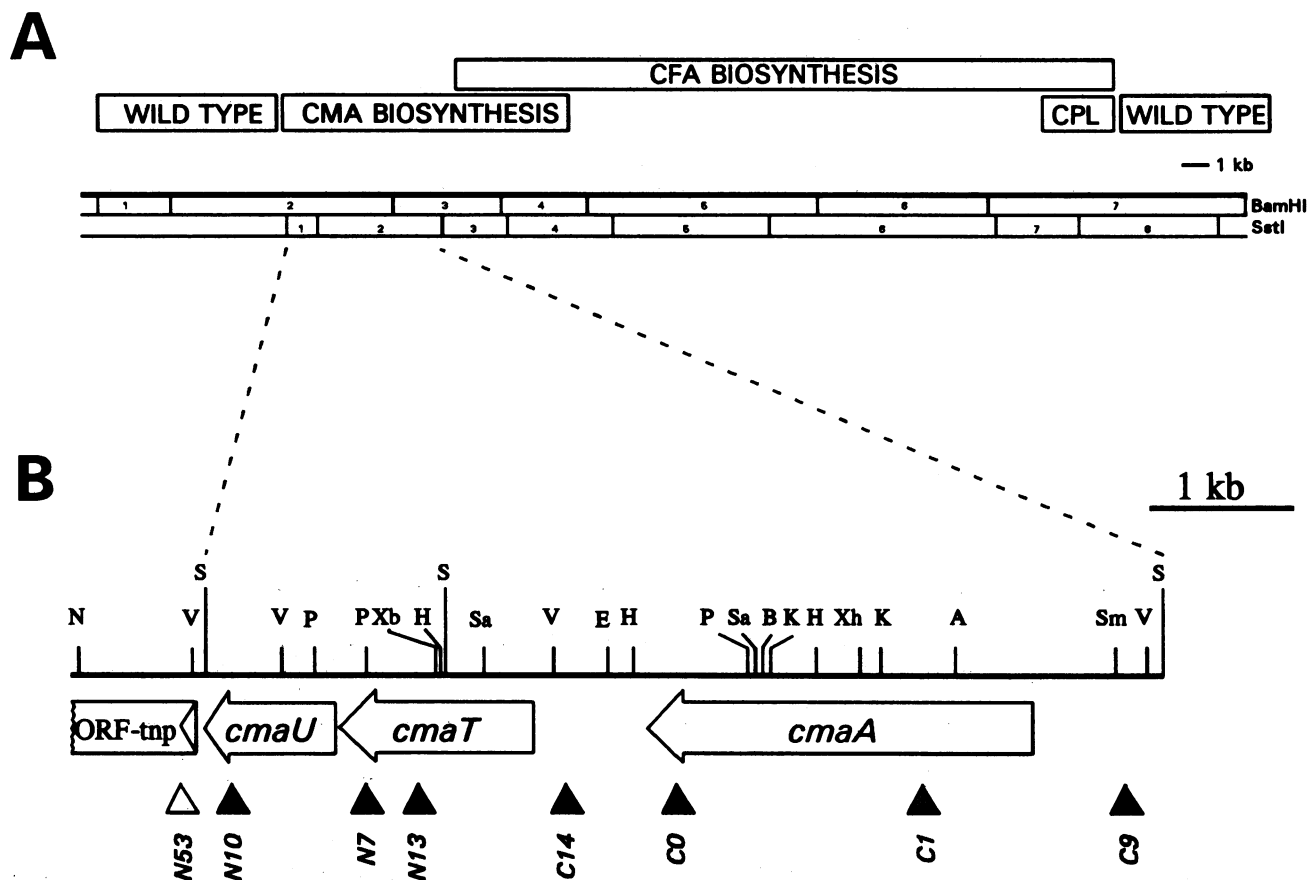 A
CFA BIOSYNTHESIS
WILD TYPE CMA BIOSYNTHESIS CPL WILD TYPE
1 kb
1 2 3 4 5 6 7 BamHI
1 2 3 4 5 6 7 8 SstI
B
1 kb
S S S
N V V P P Xb H Sa V E H P Sa B K H Xh K A Sm V
ORF-tnp cmaU cmaT cmaA
N53 N10 N7 N13 C14 C0 C1 C9